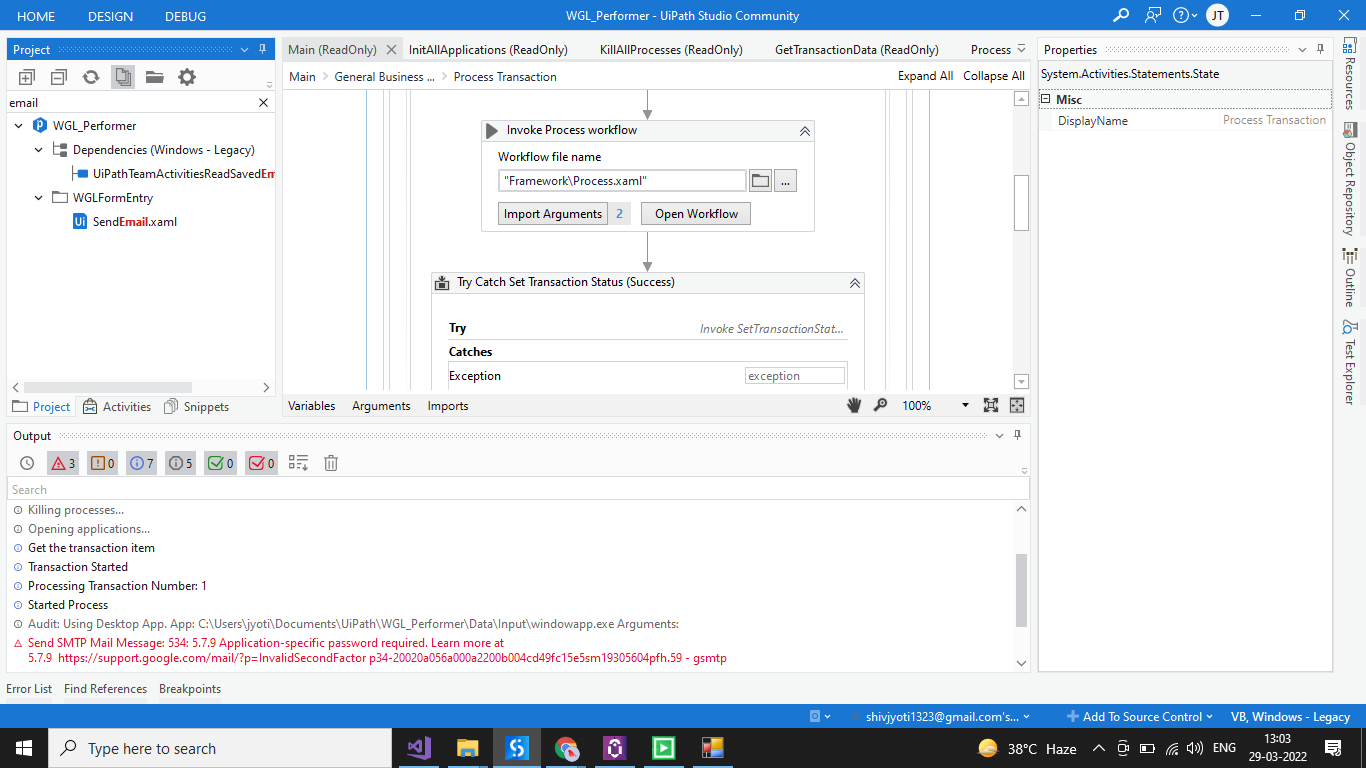 HOME DESIGN DEBUG
WGL_Performer - UiPath Studio Community
JT
Project
email
WGL_Performer
Dependencies (Windows - Legacy)
UiPathTeamActivitiesReadSavedEm
WGLFormEntry
Ui SendEmail.xaml
Project Activities Snippets
Main (ReadOnly) InitAllApplications (ReadOnly) KillAllProcesses (ReadOnly) GetTransactionData (ReadOnly) Process
Main > General Business ... > Process Transaction
Expand All Collapse All
Invoke Process workflow
Workflow file name
"Framework\Process.xaml"
...
Import Arguments 2 Open Workflow
Try Catch Set Transaction Status (Success)
Try Invoke SetTransactionStat...
Catches
Exception exception
Variables Arguments Imports 100%
Properties
System.Activities.Statements.State
Misc
DisplayName Process Transaction
Resources
Object Repository
Outline
Test Explorer
Output
3 0 7 5 0 0
Search
Killing processes...
Opening applications...
Get the transaction item
Transaction Started
Processing Transaction Number: 1
Started Process
Audit: Using Desktop App. App: C:\Users\jyoti\Documents\UiPath\WGL_Performer\Data\Input\windowapp.exe Arguments:
Send SMTP Mail Message: 534: 5.7.9 Application-specific password required. Learn more at
5.7.9 https://support.google.com/mail/?p=InvalidSecondFactor p34-20020a056a000a2200b004cd49fc15e5sm19305604pfh.59 - gsmtp
Error List Find References Breakpoints
shivjyoti1323@gmail.com's... Add To Source Control VB, Windows - Legacy
Type here to search
38°C Haze
ENG
13:03
29-03-2022